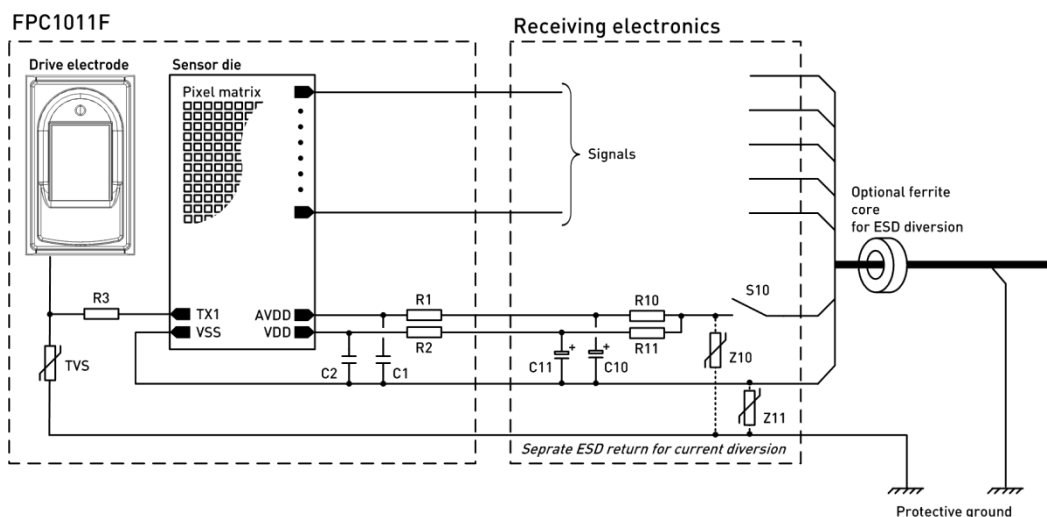 FPC1011F
Receiving electronics
Drive electrode
Sensor die
Pixel matrix
Signals
Optional ferrite
core
for ESD diversion
R3
TX1
VSS
AVDD
VDD
R1
R2
R10
R11
S10
TVS
C2
C1
C11
+
C10
+
Z10
Z11
Seprate ESD return for current diversion
Protective ground